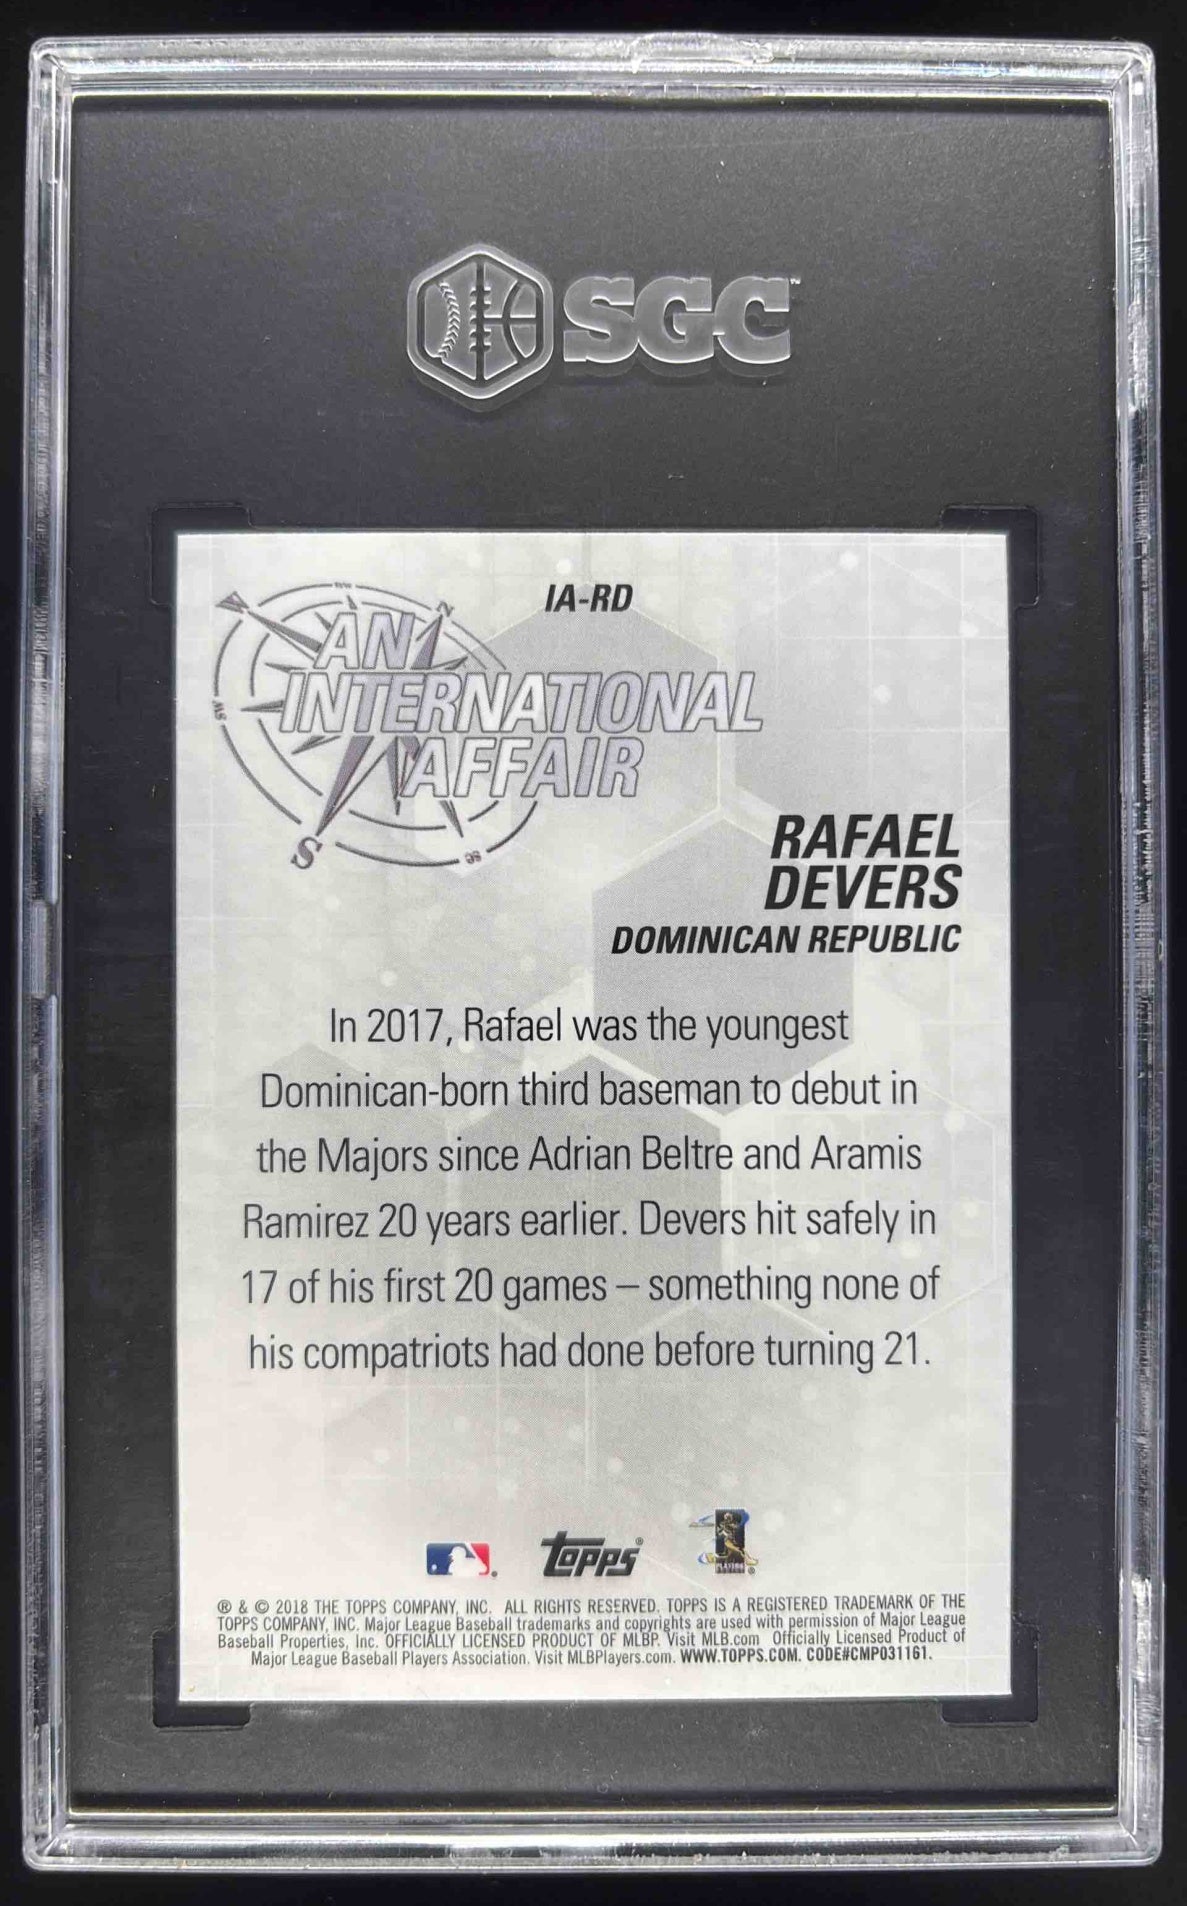 SGC™
IA-RD
N
AN
INTERNATIONAL
AFFAIR
SW
S
SE
RAFAEL
DEVERS
DOMINICAN REPUBLIC
In 2017, Rafael was the youngest
Dominican-born third baseman to debut in
the Majors since Adrian Beltre and Aramis
Ramirez 20 years earlier. Devers hit safely in
17 of his first 20 games – something none of
his compatriots had done before turning 21.
topps®
® & © 2018 THE TOPPS COMPANY, INC. ALL RIGHTS RESERVED. TOPPS IS A REGISTERED TRADEMARK OF THE
TOPPS COMPANY, INC. Major League Baseball trademarks and copyrights are used with permission of Major League
Baseball Properties, Inc. OFFICIALLY LICENSED PRODUCT OF MLBP. Visit MLB.com Officially Licensed Product of
Major League Baseball Players Association. Visit MLBPlayers.com. WWW.TOPPS.COM. CODE#CMP031161.